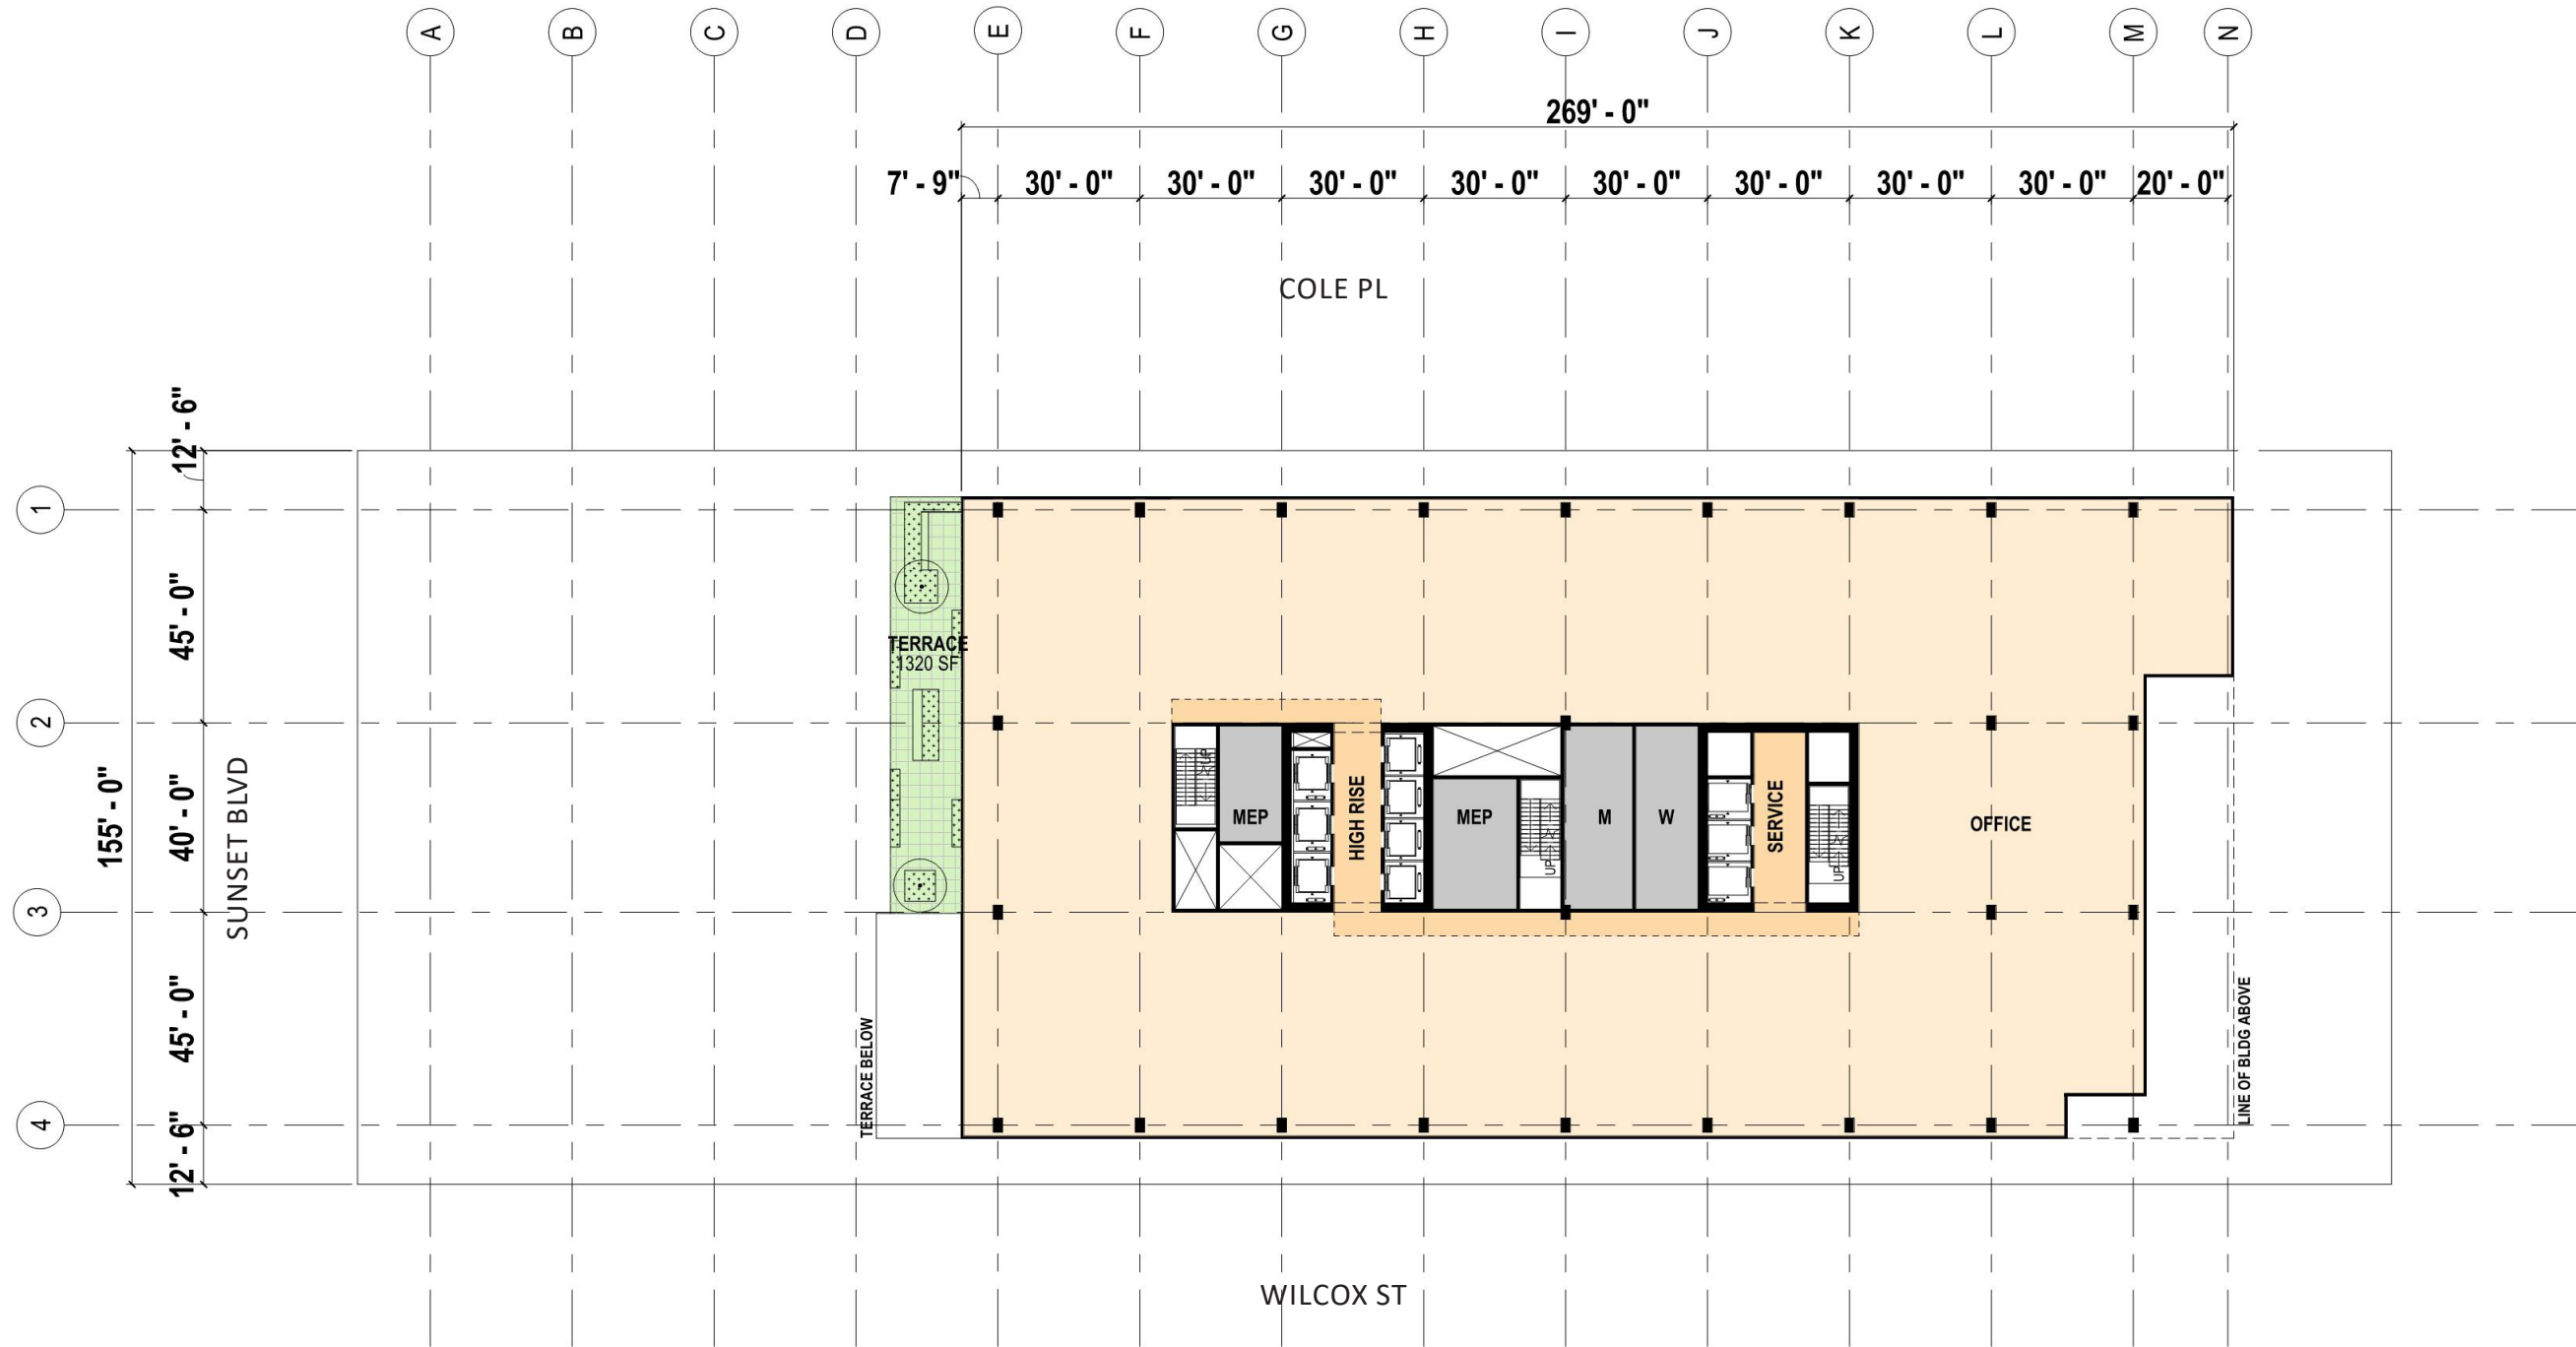 A
B
C
D
E
F
G
H
I
J
K
L
M
N
269' - 0"
7' - 9"
30' - 0"
30' - 0"
30' - 0"
30' - 0"
30' - 0"
30' - 0"
30' - 0"
30' - 0"
20' - 0"
COLE PL
12' - 6"
45' - 0"
40' - 0"
45' - 0"
12' - 6"
155' - 0"
1
2
3
4
SUNSET BLVD
TERRACE
1320 SF
UP
MEP
HIGH RISE
MEP
UP
M
W
SERVICE
UP
OFFICE
TERRACE BELOW
LINE OF BLDG ABOVE
WILCOX ST